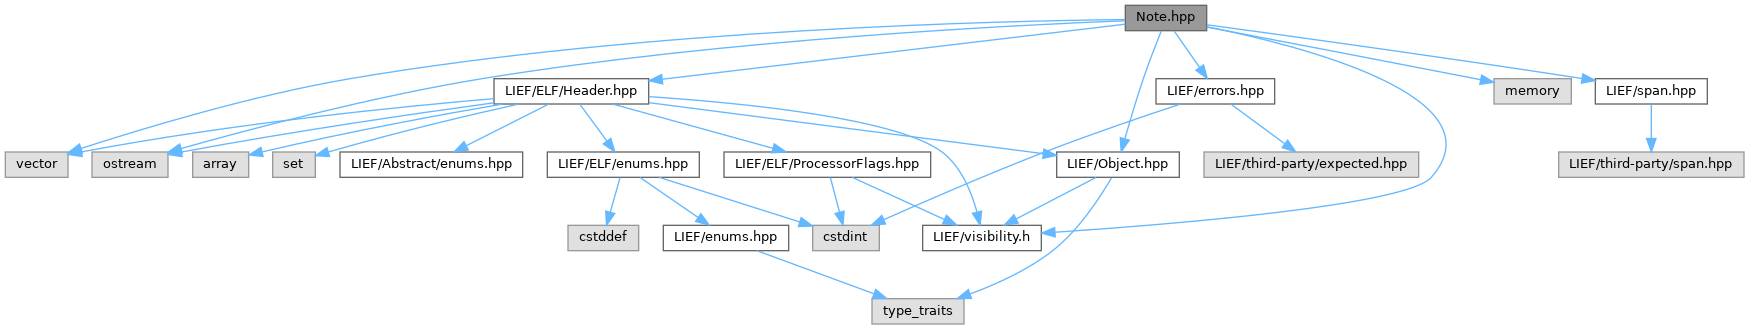 Note.hpp
LIEF/ELF/Header.hpp
LIEF/errors.hpp
memory
LIEF/span.hpp
vector
ostream
array
set
LIEF/Abstract/enums.hpp
LIEF/ELF/enums.hpp
LIEF/ELF/ProcessorFlags.hpp
LIEF/Object.hpp
LIEF/third-party/expected.hpp
LIEF/third-party/span.hpp
cstddef
LIEF/enums.hpp
cstdint
LIEF/visibility.h
type_traits